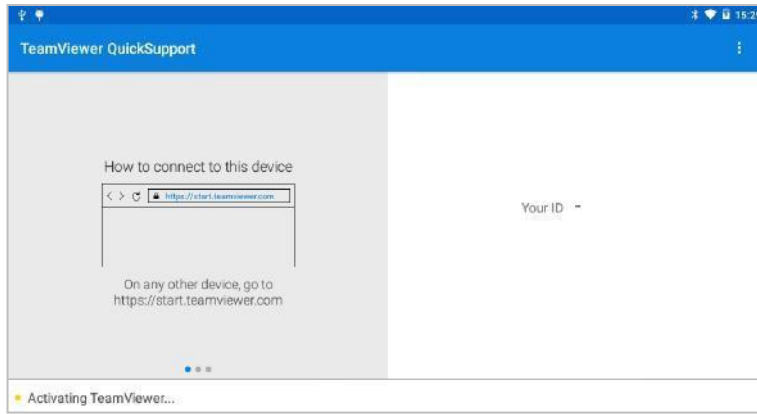 15:29
TeamViewer QuickSupport
How to connect to this device
https://start.teamviewer.com
On any other device, go to
https://start.teamviewer.com
Your ID -
Activating TeamViewer...